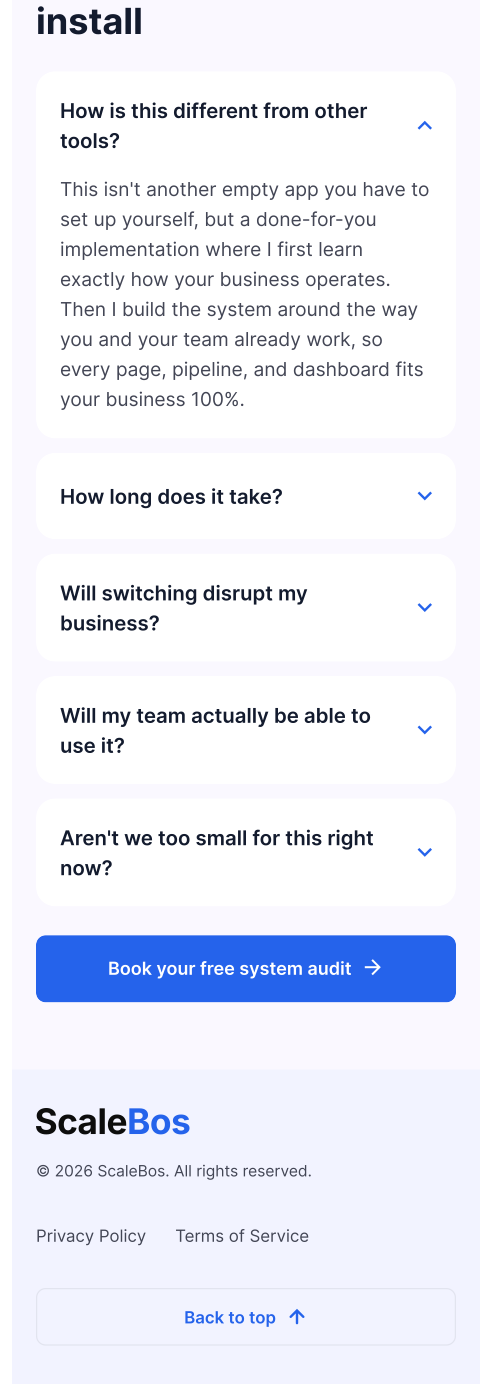 install
How is this different from other
tools?
This isn't another empty app you have to
set up yourself, but a done-for-you
implementation where I first learn
exactly how your business operates.
Then I build the system around the way
you and your team already work, so
every page, pipeline, and dashboard fits
your business 100%.
How long does it take?
Will switching disrupt my
business?
Will my team actually be able to
use it?
Aren't we too small for this right
now?
Book your free system audit →
ScaleBos
© 2026 ScaleBos. All rights reserved.
Privacy Policy Terms of Service
Back to top ↑